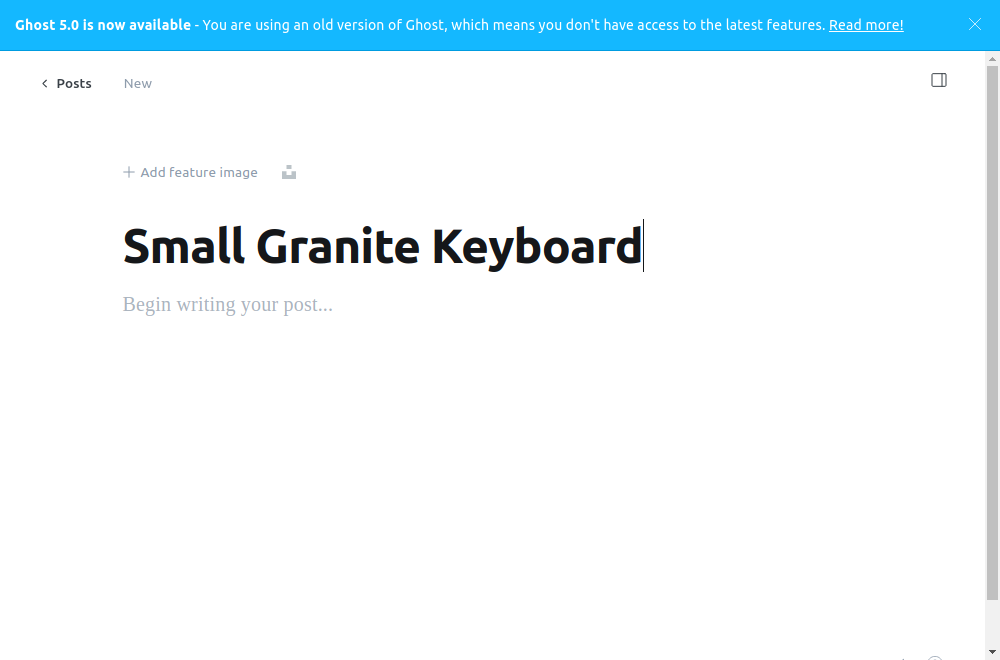 Ghost 5.0 is now available - You are using an old version of Ghost, which means you don't have access to the latest features. Read more!
Posts New
Add feature image
Small Granite Keyboard
Begin writing your post...